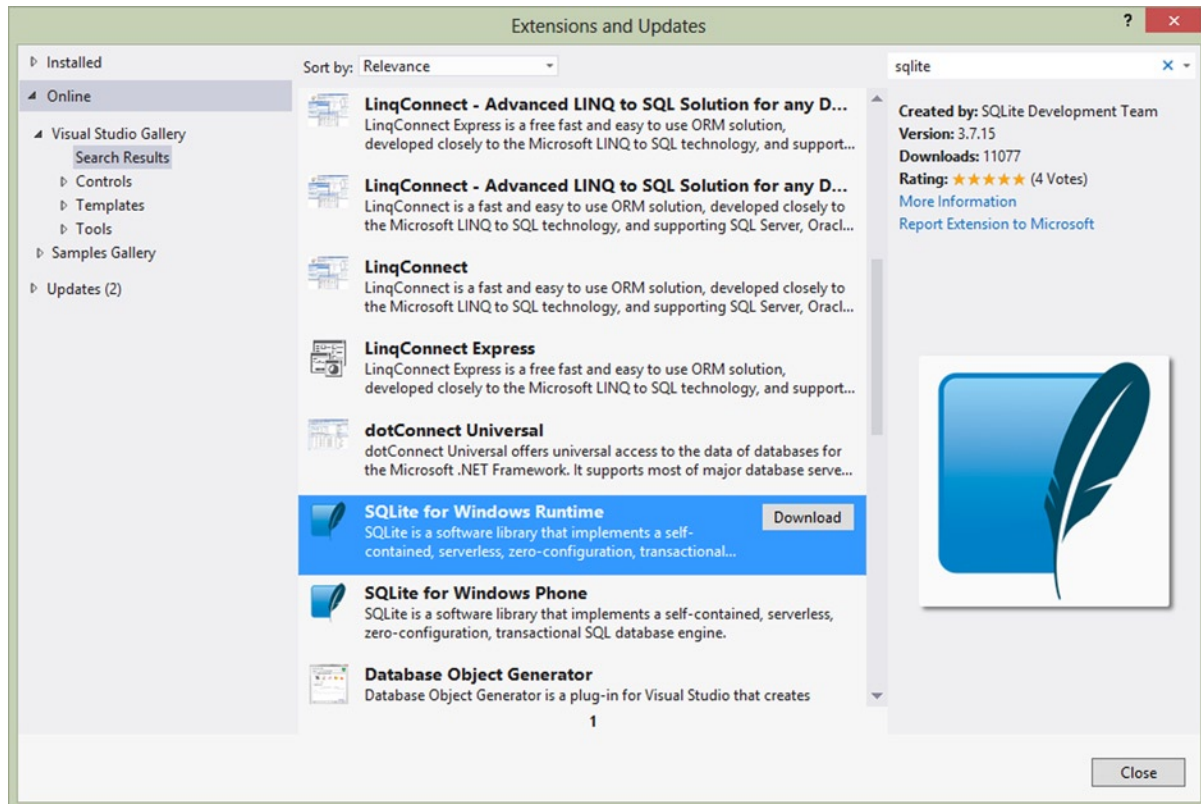 Extensions and Updates
?
Installed
Online
Visual Studio Gallery
Search Results
Controls
Templates
Tools
Samples Gallery
Updates (2)
Sort by: Relevance
LinqConnect - Advanced LINQ to SQL Solution for any D...
LinqConnect Express is a free fast and easy to use ORM solution,
developed closely to the Microsoft LINQ to SQL technology, and support...
LinqConnect - Advanced LINQ to SQL Solution for any D...
LinqConnect is a fast and easy to use ORM solution, developed closely to
the Microsoft LINQ to SQL technology, and supporting SQL Server, Oracl...
LinqConnect
LinqConnect is a fast and easy to use ORM solution, developed closely to
the Microsoft LINQ to SQL technology, and supporting SQL Server, Oracl...
LinqConnect Express
LinqConnect Express is a free fast and easy to use ORM solution,
developed closely to the Microsoft LINQ to SQL technology, and support...
dotConnect Universal
dotConnect Universal offers universal access to the data of databases for
the Microsoft .NET Framework. It supports most of major database serve...
SQLite for Windows Runtime
Download
SQLite is a software library that implements a self-
contained, serverless, zero-configuration, transactional...
SQLite for Windows Phone
SQLite is a software library that implements a self-contained, serverless,
zero-configuration, transactional SQL database engine.
Database Object Generator
Database Object Generator is a plug-in for Visual Studio that creates
1
sqlite
Created by: SQLite Development Team
Version: 3.7.15
Downloads: 11077
Rating: ★★★★★ (4 Votes)
More Information
Report Extension to Microsoft
Close